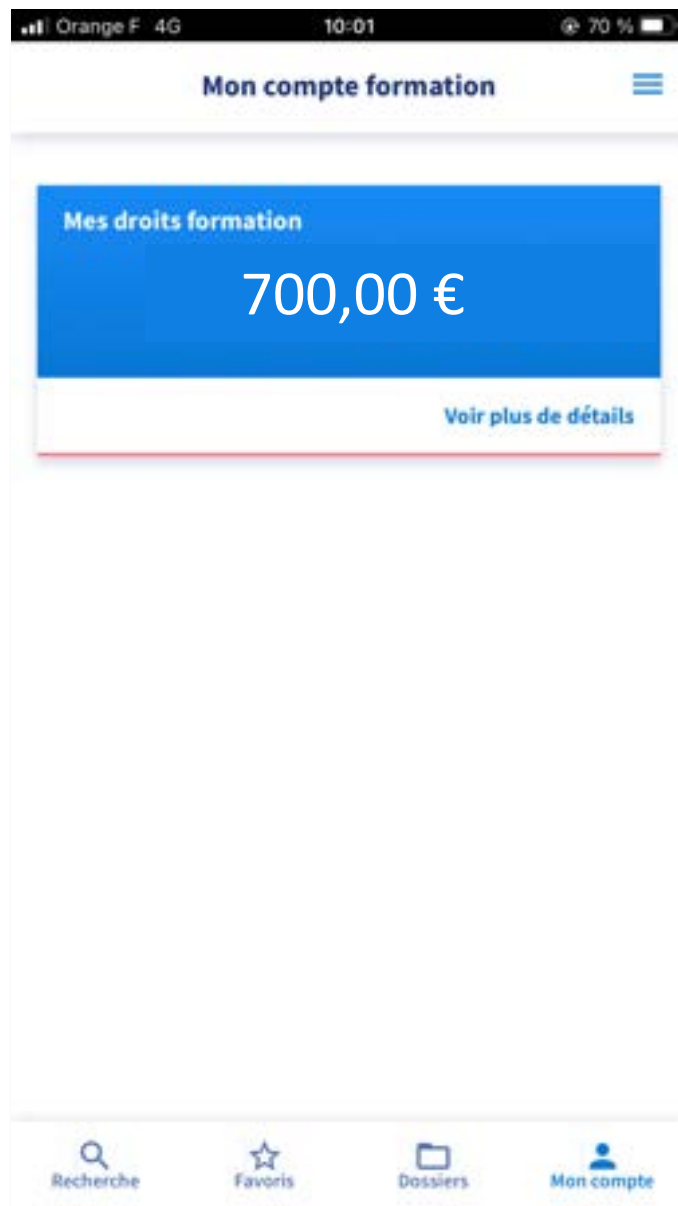 Orange F 4G 10:01 70 %
Mon compte formation
Mes droits formation
700,00 €
Voir plus de détails
Recherche Favoris Dossiers Mon compte